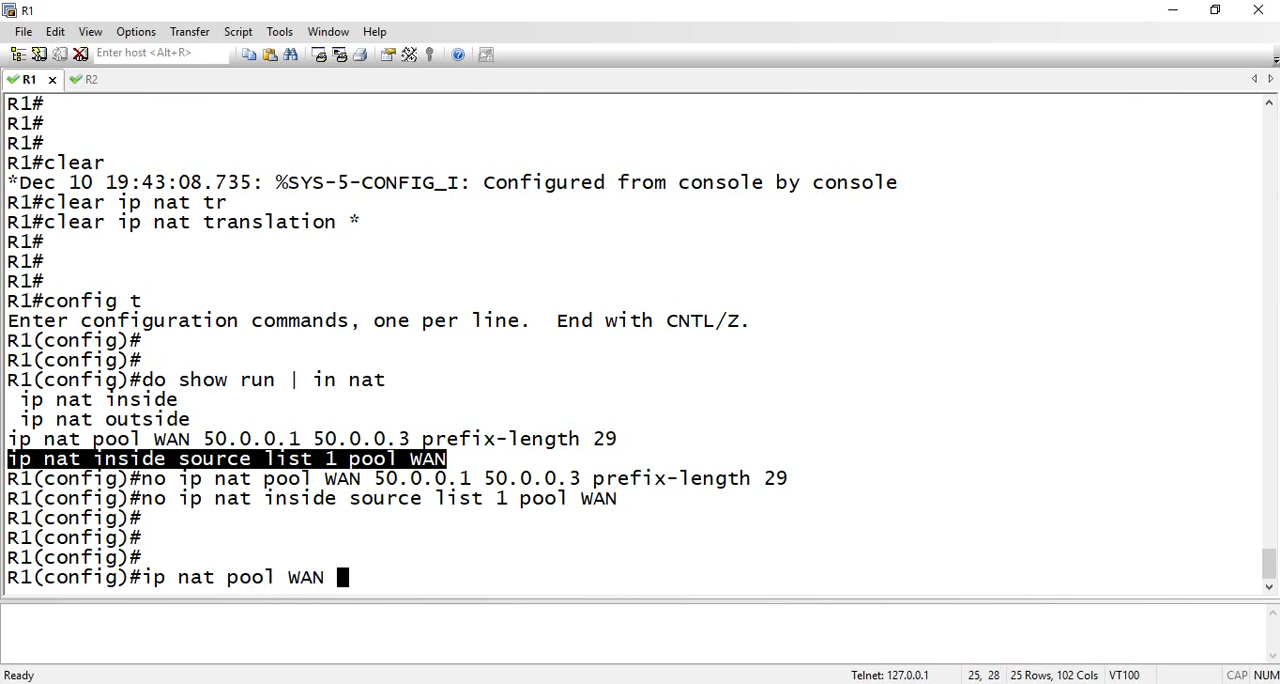 R1
File Edit View Options Transfer Script Tools Window Help
Enter host <Alt+R>
R1 R2
R1#
R1#
R1#
R1#clear
*Dec 10 19:43:08.735: %SYS-5-CONFIG_I: Configured from console by console
R1#clear ip nat tr
R1#clear ip nat translation *
R1#
R1#
R1#
R1#config t
Enter configuration commands, one per line.  End with CNTL/Z.
R1(config)#
R1(config)#
R1(config)#do show run | in nat
 ip nat inside
 ip nat outside
ip nat pool WAN 50.0.0.1 50.0.0.3 prefix-length 29
ip nat inside source list 1 pool WAN
R1(config)#no ip nat pool WAN 50.0.0.1 50.0.0.3 prefix-length 29
R1(config)#no ip nat inside source list 1 pool WAN
R1(config)#
R1(config)#
R1(config)#
R1(config)#ip nat pool WAN
Ready Telnet: 127.0.0.1 25, 28 25 Rows, 102 Cols VT100 CAP NUM